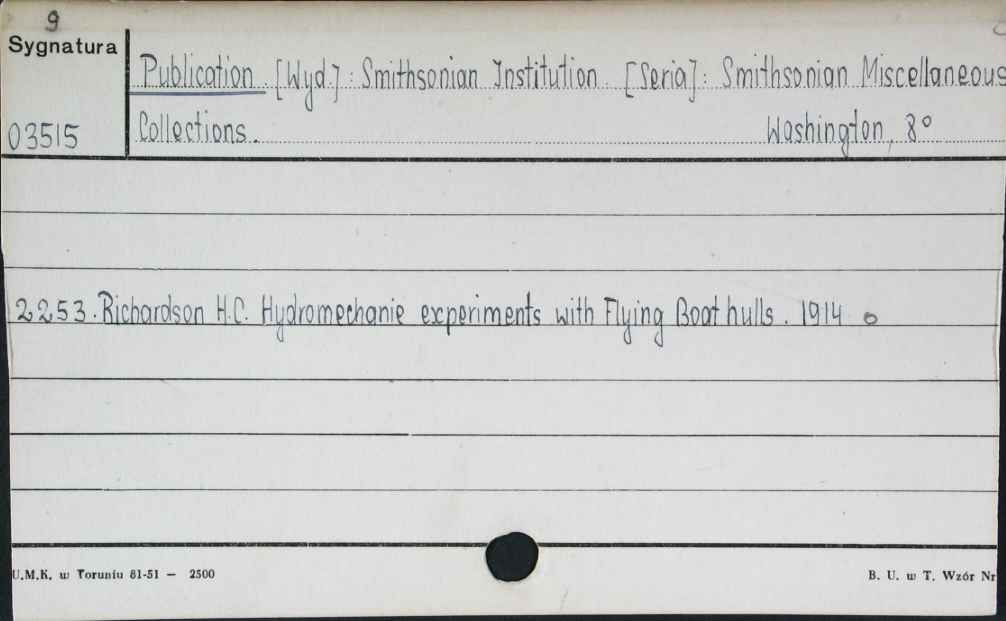 9
Sygnatura
Publication [Wyd.]: Smithsonian Institution. [Seria]: Smithsonian Miscellaneous
03515 Collections. Washington, 8°
2253. Richardson H.C. Hydromechanie experiments with Flying Boat hulls. 1914
U.M.K. w Toruniu 81-51 — 2500 B. U. w T. Wzór Nr